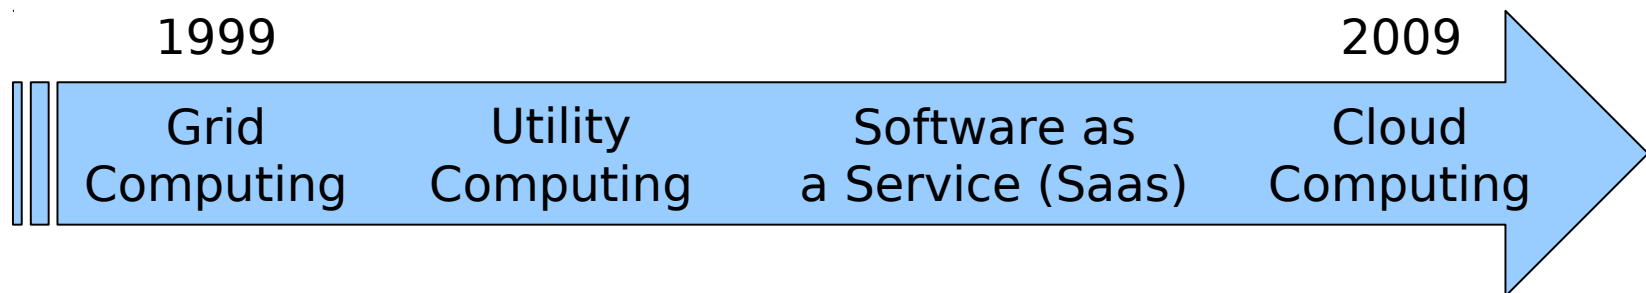 1999
2009
Grid
Computing
Utility
Computing
Software as
a Service (Saas)
Cloud
Computing